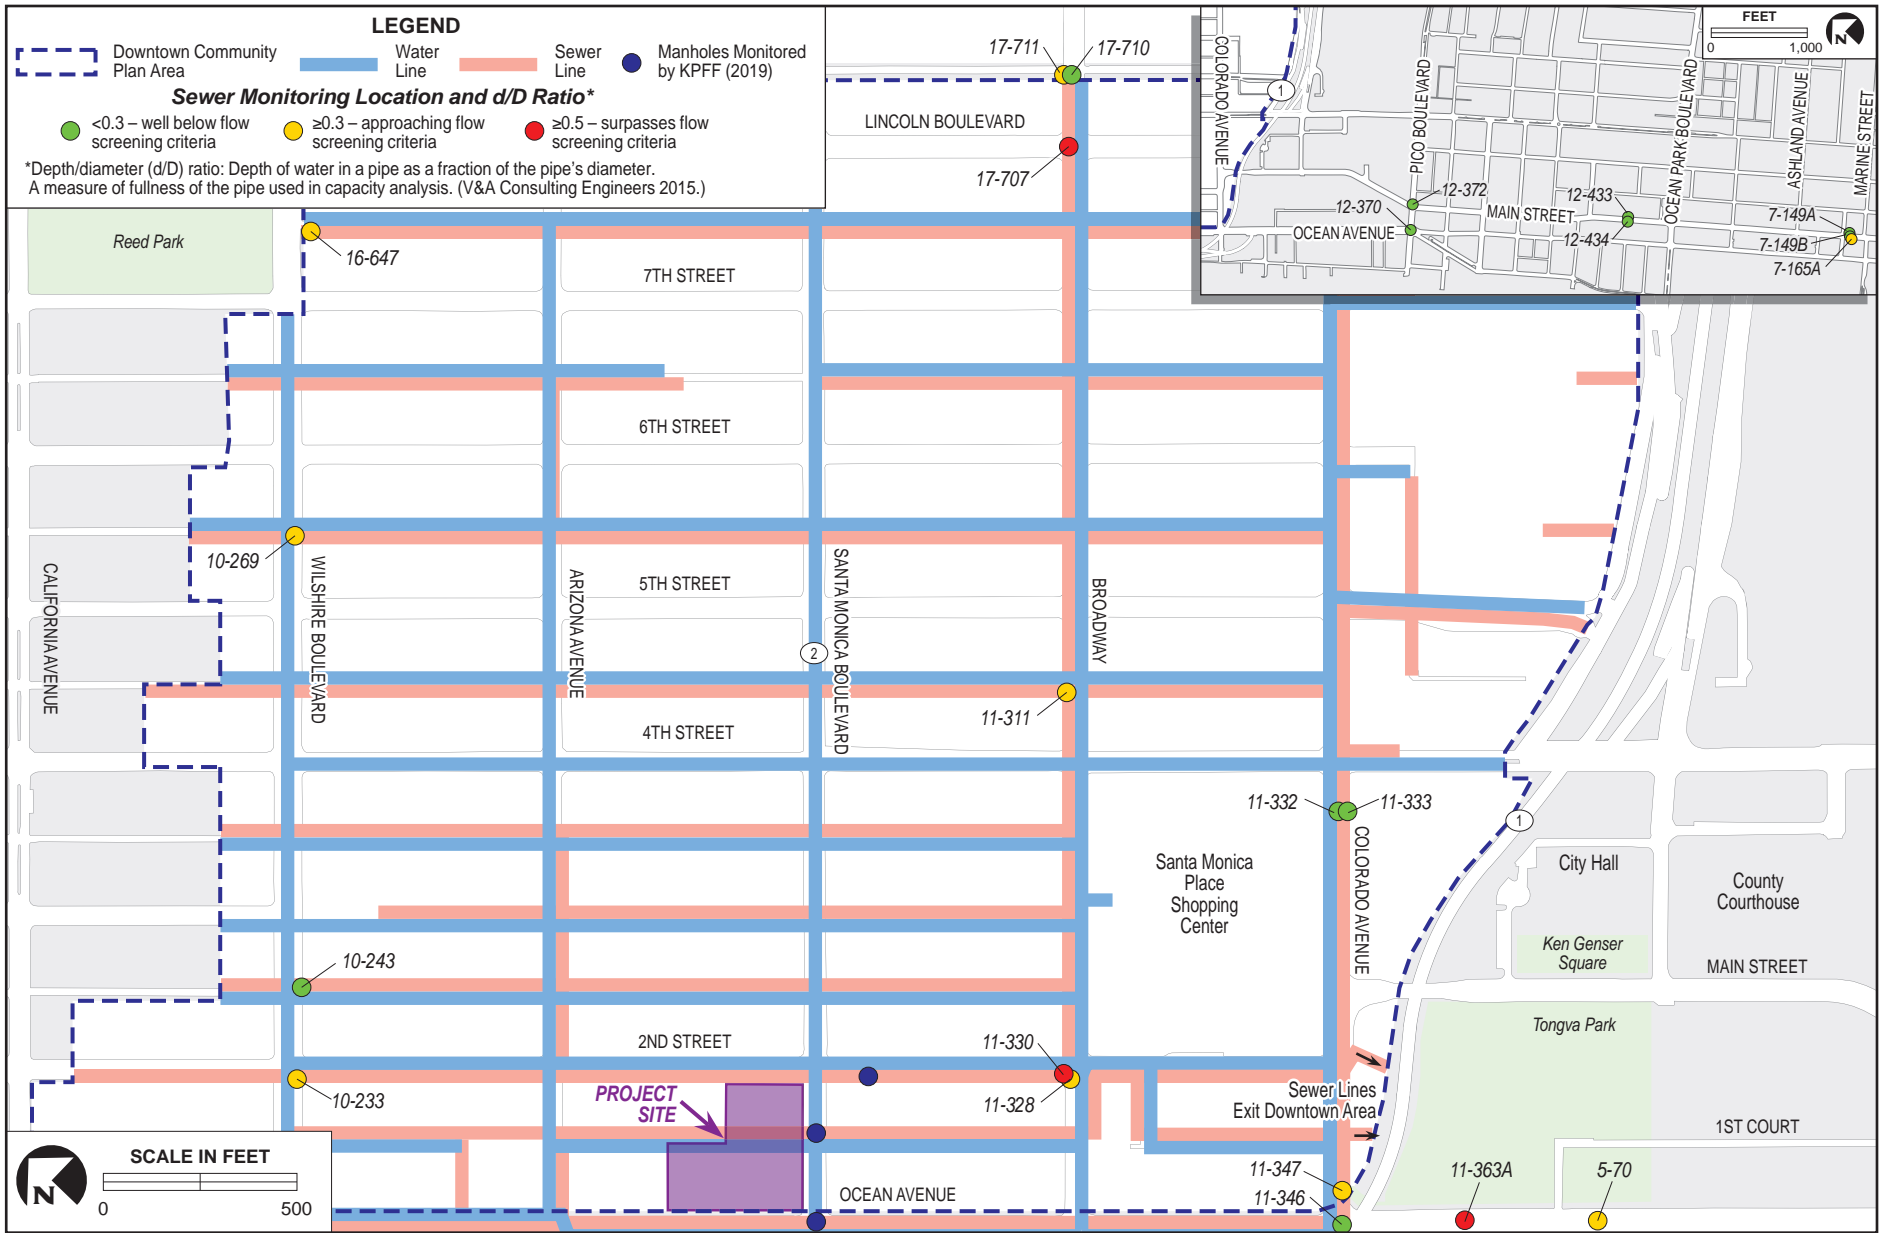 LEGEND
Downtown Community
Plan Area
Water
Line
Sewer
Line
Manholes Monitored
by KPFF (2019)
Sewer Monitoring Location and d/D Ratio*
<0.3 – well below flow
screening criteria
≥0.3 – approaching flow
screening criteria
≥0.5 – surpasses flow
screening criteria
*Depth/diameter (d/D) ratio: Depth of water in a pipe as a fraction of the pipe's diameter.
A measure of fullness of the pipe used in capacity analysis. (V&A Consulting Engineers 2015.)
17-711
17-710
LINCOLN BOULEVARD
17-707
FEET
0
1,000
N
COLORADO AVENUE
1
PICO BOULEVARD
OCEAN PARK BOULEVARD
ASHLAND AVENUE
MARINE STREET
12-372
12-433
12-370
MAIN STREET
7-149A
OCEAN AVENUE
12-434
7-149B
7-165A
Reed Park
16-647
7TH STREET
6TH STREET
10-269
5TH STREET
CALIFORNIA AVENUE
WILSHIRE BOULEVARD
ARIZONA AVENUE
SANTA MONICA BOULEVARD
BROADWAY
2
11-311
4TH STREET
11-332
11-333
1
COLORADO AVENUE
Santa Monica
Place
Shopping
Center
City Hall
County
Courthouse
Ken Genser
Square
MAIN STREET
10-243
Tongva Park
2ND STREET
11-330
PROJECT
SITE
10-233
11-328
Sewer Lines
Exit Downtown Area
1ST COURT
11-347
11-363A
5-70
OCEAN AVENUE
11-346
SCALE IN FEET
N
0
500